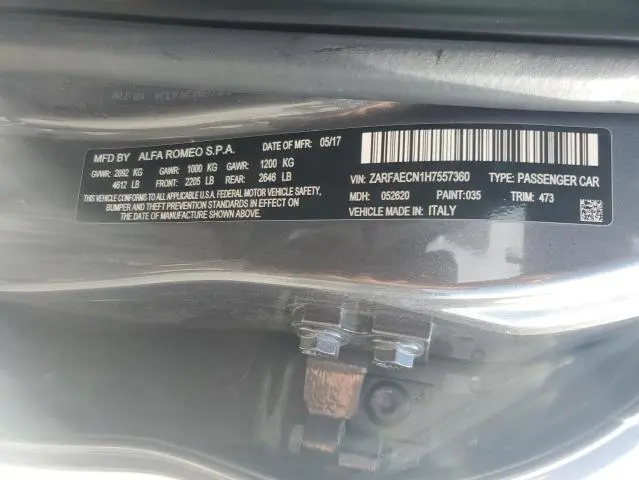 MFD BY ALFA ROMEO S.P.A. DATE OF MFR: 05/17
GVWR: 2092 KG GAWR: 1000 KG GAWR: 1200 KG
4612 LB FRONT: 2205 LB REAR: 2646 LB
THIS VEHICLE CONFORMS TO ALL APPLICABLE U.S.A. FEDERAL MOTOR VEHICLE SAFETY,
BUMPER AND THEFT PREVENTION STANDARDS IN EFFECT ON
THE DATE OF MANUFACTURE SHOWN ABOVE.
VIN: ZARFAECN1H7557360 TYPE: PASSENGER CAR
MDH: 052620 PAINT:035 TRIM: 473
VEHICLE MADE IN: ITALY